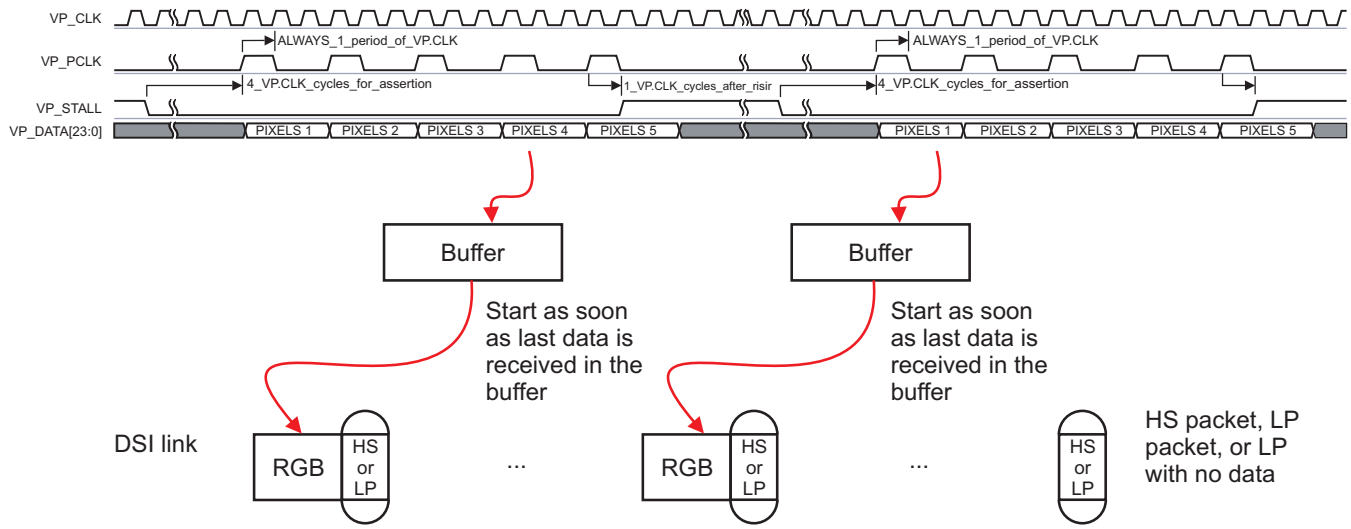 VP_CLK
ALWAYS_1_period_of_VP.CLK ALWAYS_1_period_of_VP.CLK
VP_PCLK
4_VP.CLK_cycles_for_assertion 1_VP.CLK_cycles_after_risir 4_VP.CLK_cycles_for_assertion
VP_STALL
VP_DATA[23:0] PIXELS 1 PIXELS 2 PIXELS 3 PIXELS 4 PIXELS 5 PIXELS 1 PIXELS 2 PIXELS 3 PIXELS 4 PIXELS 5
Buffer Buffer
Start as soon
as last data is
received in the
buffer
Start as soon
as last data is
received in the
buffer
DSI link
RGB
HS
or
LP
...
RGB
HS
or
LP
...
HS
or
LP
HS packet, LP
packet, or LP
with no data